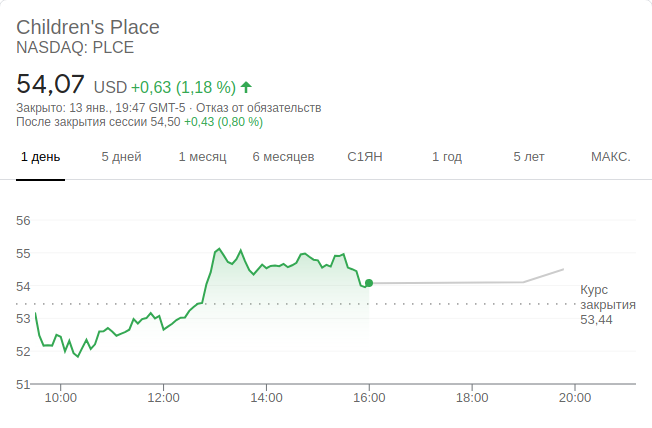 Children's Place
NASDAQ: PLCE
54,07 USD +0,63 (1,18 %)
Закрыто: 13 янв., 19:47 GMT-5 · Отказ от обязательств
После закрытия сессии 54,50 +0,43 (0,80 %)
1 день 5 дней 1 месяц 6 месяцев С1ЯН 1 год 5 лет МАКС.
56
55
54
53
52
51
Курс
закрытия
53,44
10:00 12:00 14:00 16:00 18:00 20:00